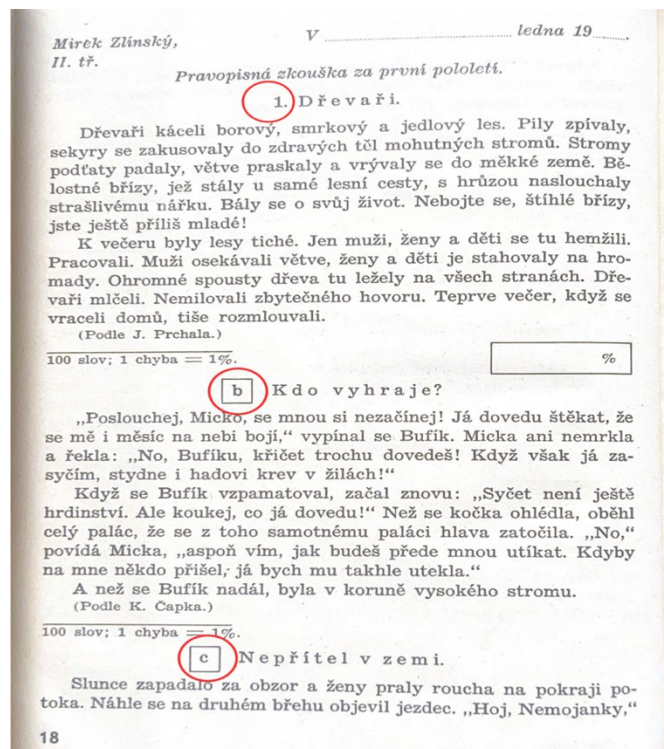 Mirek Zlínský,
V ........................ ledna 19......
II. tř.
Pravopisná zkouška za první pololetí.
1. Dřevaři.
Dřevaři káceli borový, smrkový a jedlový les. Pily zpívaly,
sekyry se zakusovaly do zdravých těl mohutných stromů. Stromy
podťaty padaly, větve praskaly a vrývaly se do měkké země. Bě-
lostné břízy, jež stály u samé lesní cesty, s hrůzou naslouchaly
strašlivému nářku. Bály se o svůj život. Nebojte se, štíhlé břízy,
jste ještě příliš mladé!
K večeru byly lesy tiché. Jen muži, ženy a děti se tu hemžili.
Pracovali. Muži osekávali větve, ženy a děti je stahovaly na hro-
mady. Ohromné spousty dřeva tu ležely na všech stranách. Dře-
vaři mlčeli. Nemilovali zbytečného hovoru. Teprve večer, když se
vraceli domů, tiše rozmlouvali.
(Podle J. Prchala.)
100 slov; 1 chyba = 1%.
%
b Kdo vyhraje?
„Poslouchej, Micko, se mnou si nezačínej! Já dovedu štěkat, že
se mě i měsíc na nebi bojí,“ vypínal se Bufík. Micka ani nemrkla
a řekla: „No, Bufíku, křičet trochu dovedeš! Když však já za-
syčím, stydne i hadovi krev v žilách!“
Když se Bufík vzpamatoval, začal znovu: „Syčet není ještě
hrdinství. Ale koukej, co já dovedu!“ Než se kočka ohlédla, oběhl
celý palác, že se z toho samotnému paláci hlava zatočila. „No,“
povídá Micka, „aspoň vím, jak budeš přede mnou utíkat. Kdyby
na mne někdo přišel, já bych mu takhle utekla.“
A než se Bufík nadál, byla v koruně vysokého stromu.
(Podle K. Čapka.)
100 slov; 1 chyba = 1%.
c Nepřítel v zemi.
Slunce zapadalo za obzor a ženy praly roucha na pokraji po-
toka. Náhle se na druhém břehu objevil jezdec. „Hoj, Nemojanky,“
18